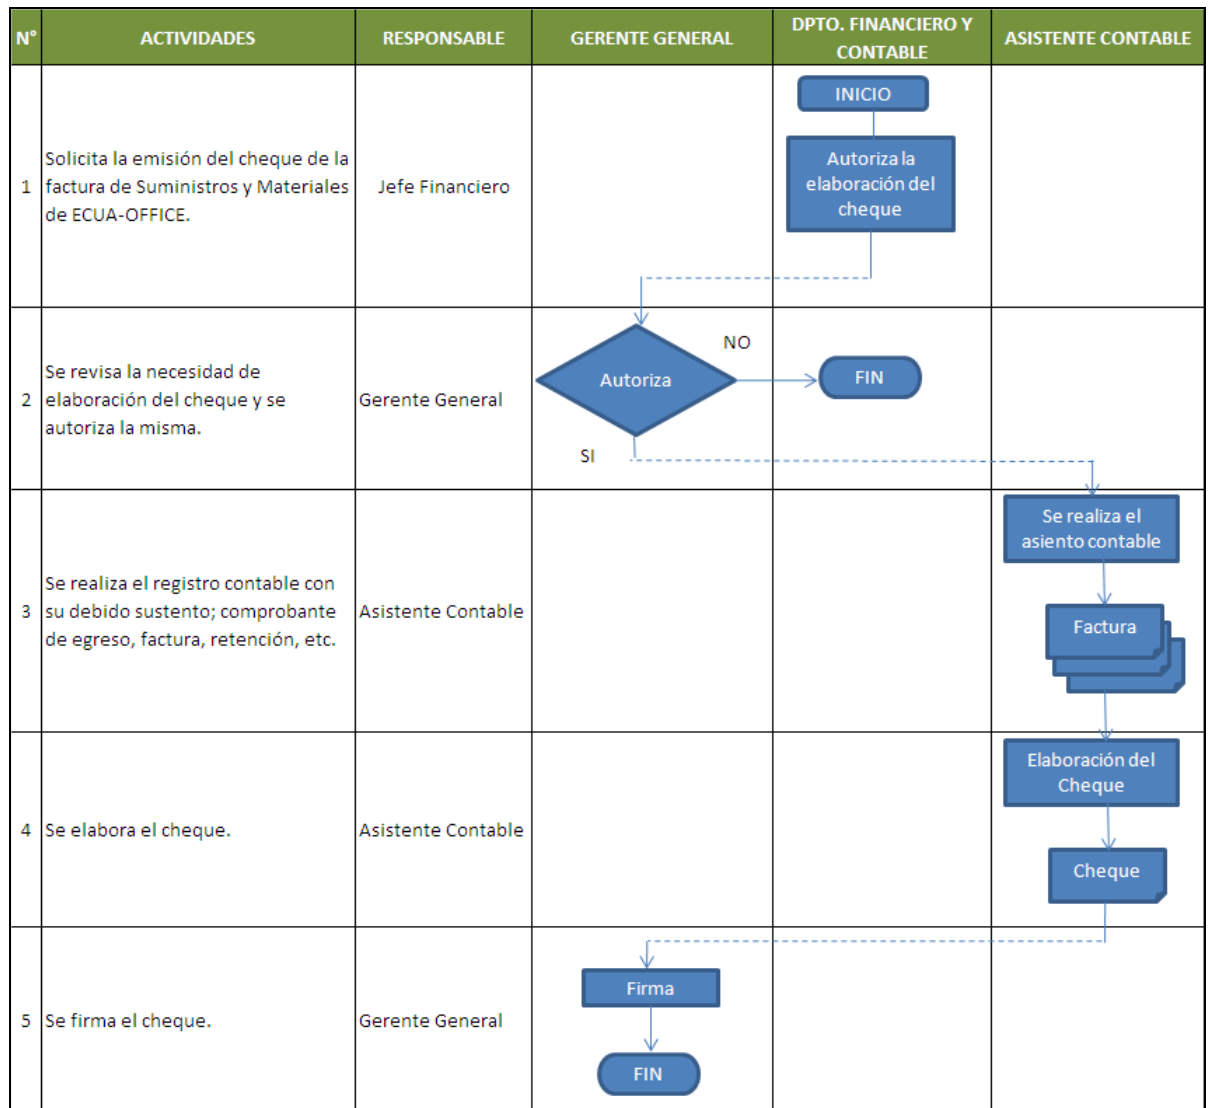 N°
ACTIVIDADES
RESPONSABLE
GERENTE GENERAL
DPTO. FINANCIERO Y
CONTABLE
ASISTENTE CONTABLE
1
Solicita la emisión del cheque de la
factura de Suministros y Materiales
de ECUA-OFFICE.
Jefe Financiero
INICIO
Autoriza la
elaboración del
cheque
2
Se revisa la necesidad de
elaboración del cheque y se
autoriza la misma.
Gerente General
Autoriza
NO
FIN
SI
3
Se realiza el registro contable con
su debido sustento; comprobante
de egreso, factura, retención, etc.
Asistente Contable
Se realiza el
asiento contable
Factura
4
Se elabora el cheque.
Asistente Contable
Elaboración del
Cheque
Cheque
5
Se firma el cheque.
Gerente General
Firma
FIN